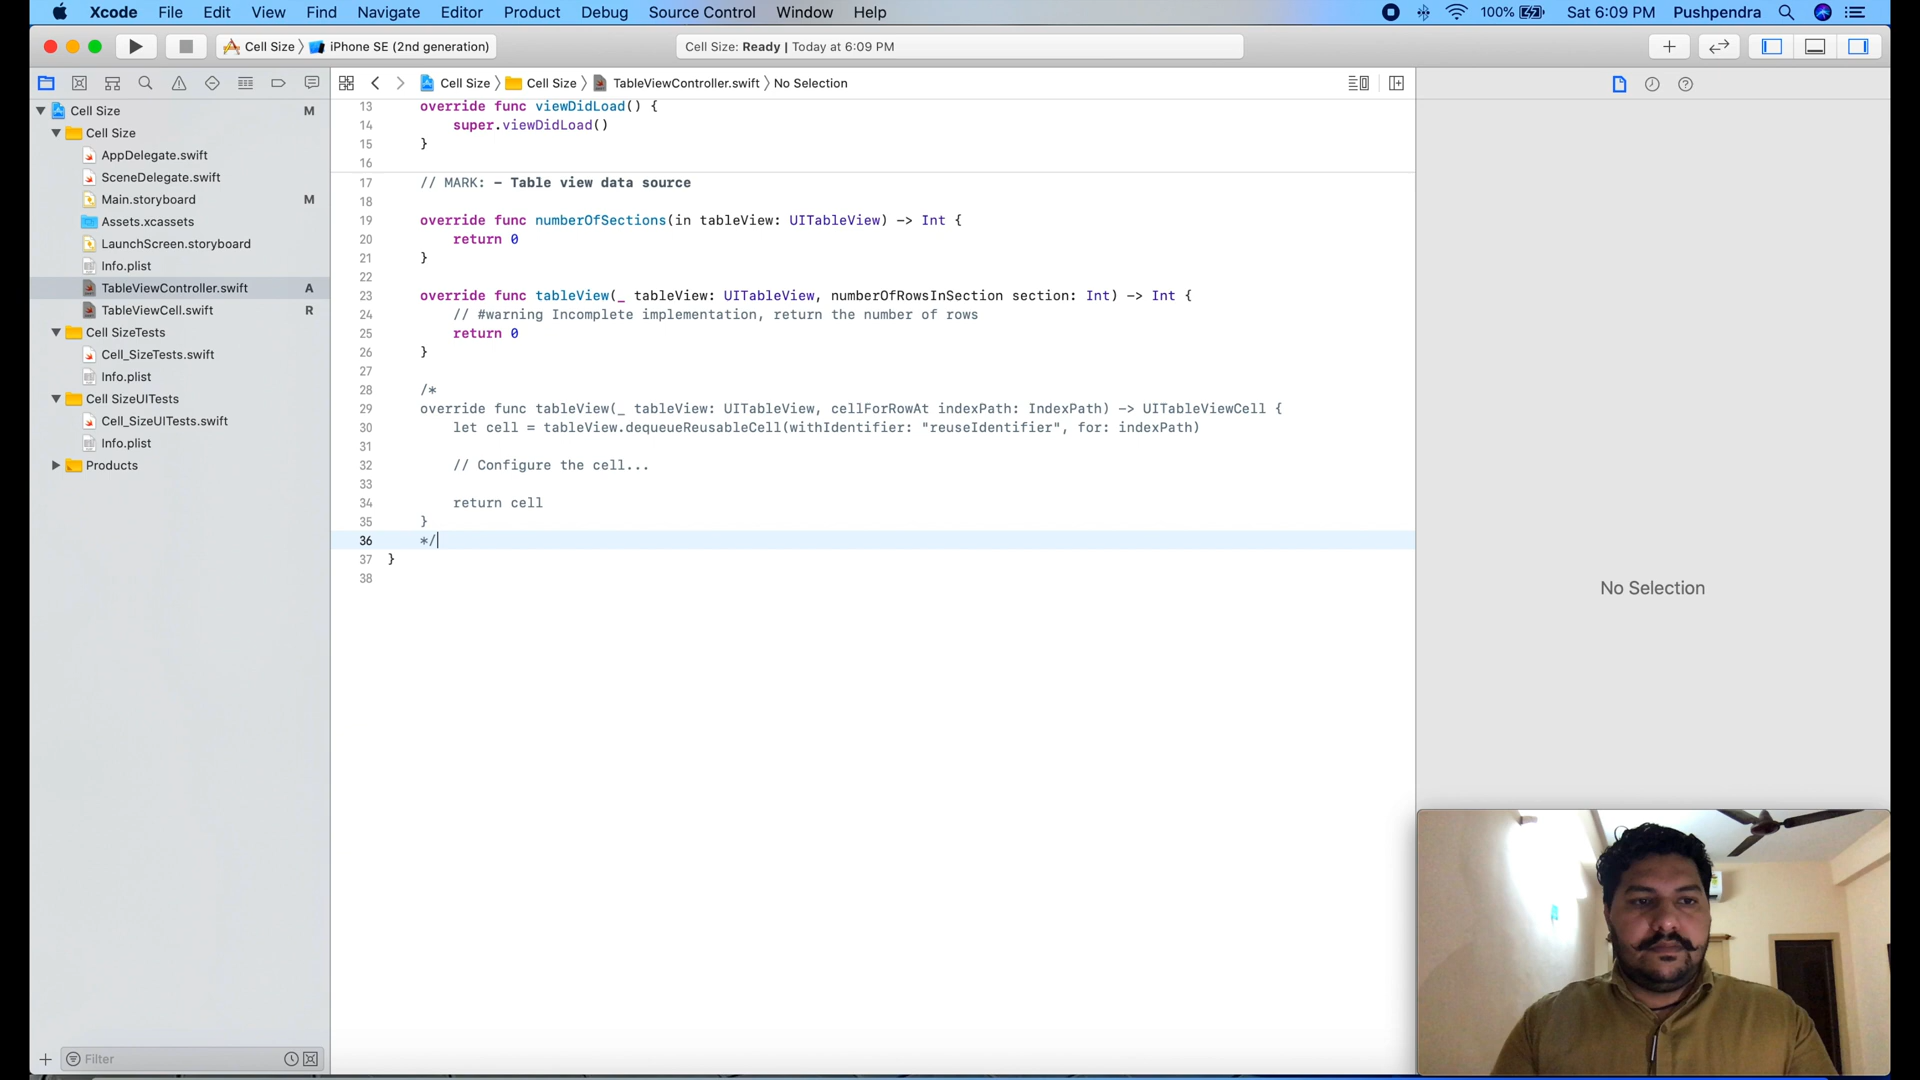 Xcode File Edit View Find Navigate Editor Product Debug Source Control Window Help 100% Sat 6:09 PM Pushpendra
Cell Size 〉 iPhone SE (2nd generation)
Cell Size: Ready | Today at 6:09 PM
Cell Size 〉 Cell Size 〉 TableViewController.swift 〉 No Selection
Cell Size M
Cell Size
AppDelegate.swift
SceneDelegate.swift
Main.storyboard M
Assets.xcassets
LaunchScreen.storyboard
Info.plist
TableViewController.swift A
TableViewCell.swift R
Cell SizeTests
Cell_SizeTests.swift
Info.plist
Cell SizeUITests
Cell_SizeUITests.swift
Info.plist
Products
Filter
13 override func viewDidLoad() {
14 super.viewDidLoad()
15 }
16
17 // MARK: - Table view data source
18
19 override func numberOfSections(in tableView: UITableView) -> Int {
20 return 0
21 }
22
23 override func tableView(_ tableView: UITableView, numberOfRowsInSection section: Int) -> Int {
24 // #warning Incomplete implementation, return the number of rows
25 return 0
26 }
27
28 /*
29 override func tableView(_ tableView: UITableView, cellForRowAt indexPath: IndexPath) -> UITableViewCell {
30 let cell = tableView.dequeueReusableCell(withIdentifier: "reuseIdentifier", for: indexPath)
31
32 // Configure the cell...
33
34 return cell
35 }
36 */
37 }
38
No Selection